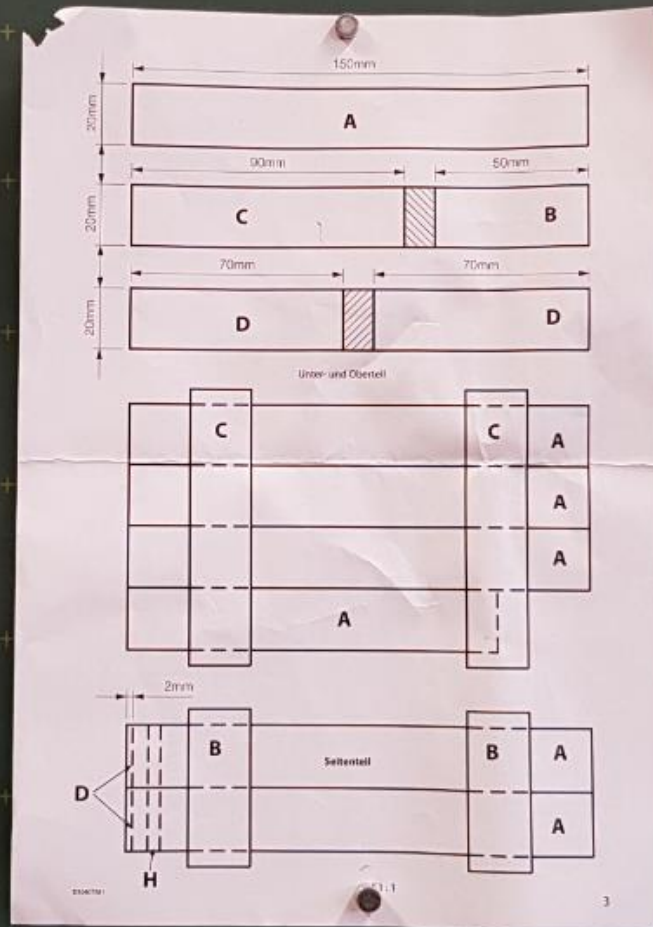 150mm
20mm
A
90mm
50mm
20mm
C
B
70mm
70mm
20mm
D
D
Unter- und Oberteil
C
C
A
A
A
A
2mm
B
Seitenteil
B
A
D
A
H
3